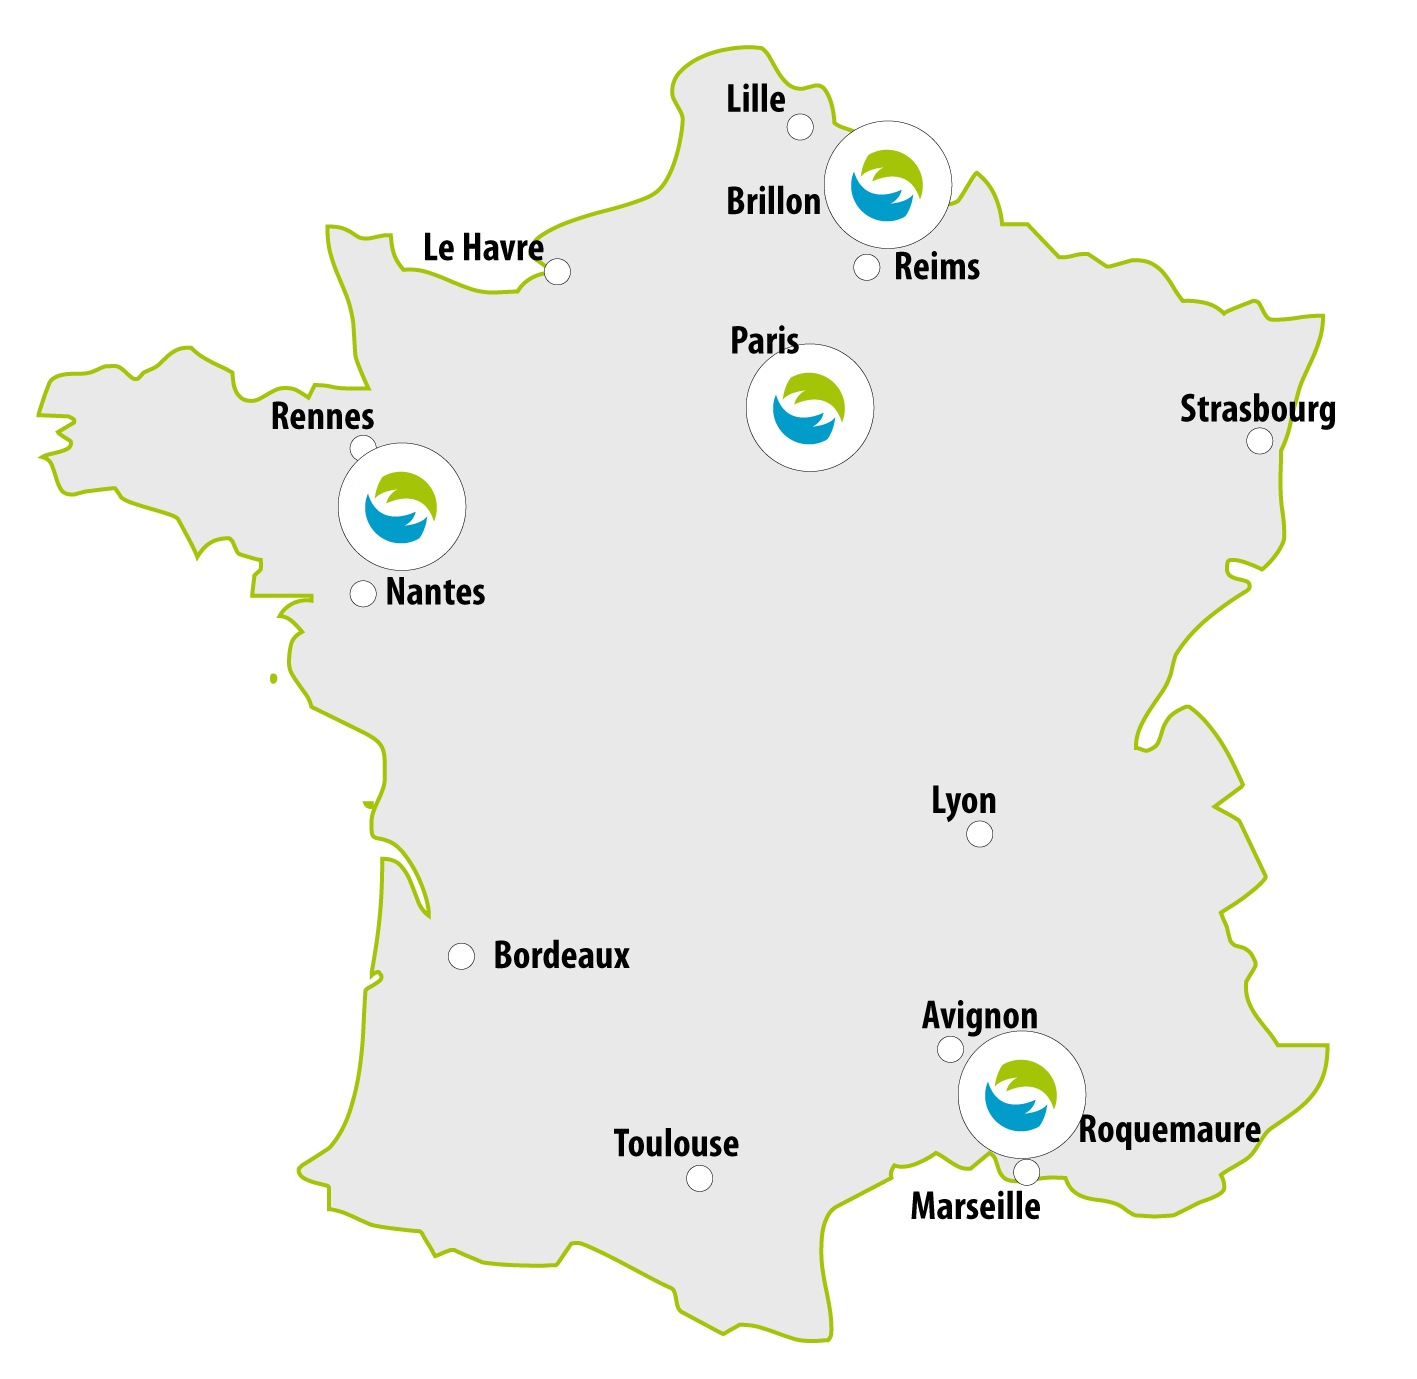 Lille
Brillon
Le Havre
Reims
Paris
Strasbourg
Rennes
Nantes
Lyon
Bordeaux
Avignon
Roquemaure
Toulouse
Marseille